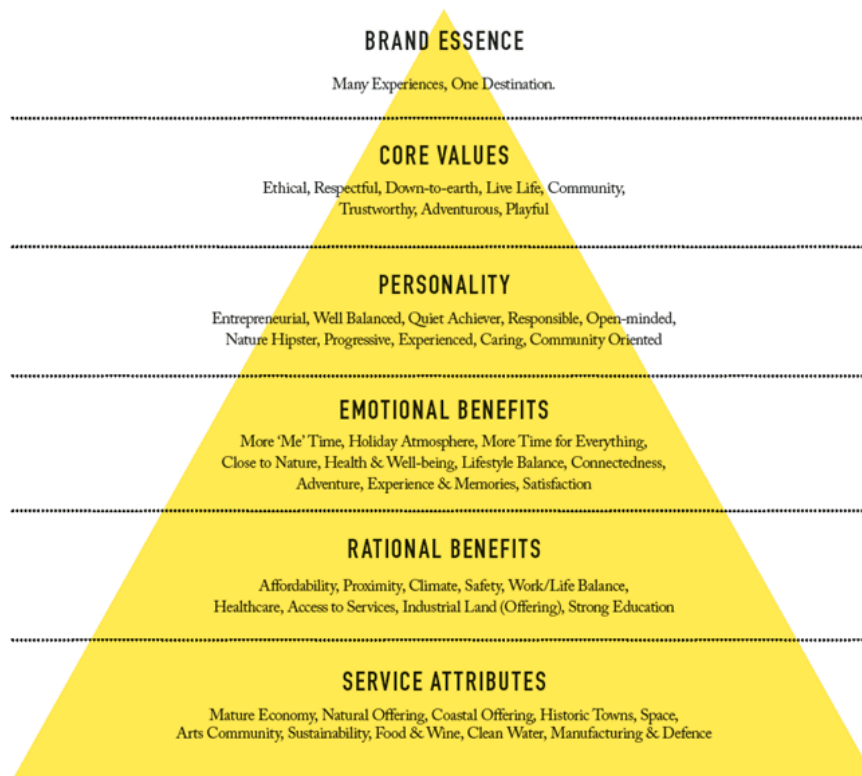 BRAND ESSENCE
Many Experiences, One Destination.
CORE VALUES
Ethical, Respectful, Down-to-earth, Live Life, Community,
Trustworthy, Adventurous, Playful
PERSONALITY
Entrepreneurial, Well Balanced, Quiet Achiever, Responsible, Open-minded,
Nature Hipster, Progressive, Experienced, Caring, Community Oriented
EMOTIONAL BENEFITS
More ‘Me’ Time, Holiday Atmosphere, More Time for Everything,
Close to Nature, Health & Well-being, Lifestyle Balance, Connectedness,
Adventure, Experience & Memories, Satisfaction
RATIONAL BENEFITS
Affordability, Proximity, Climate, Safety, Work/Life Balance,
Healthcare, Access to Services, Industrial Land (Offering), Strong Education
SERVICE ATTRIBUTES
Mature Economy, Natural Offering, Coastal Offering, Historic Towns, Space,
Arts Community, Sustainability, Food & Wine, Clean Water, Manufacturing & Defence